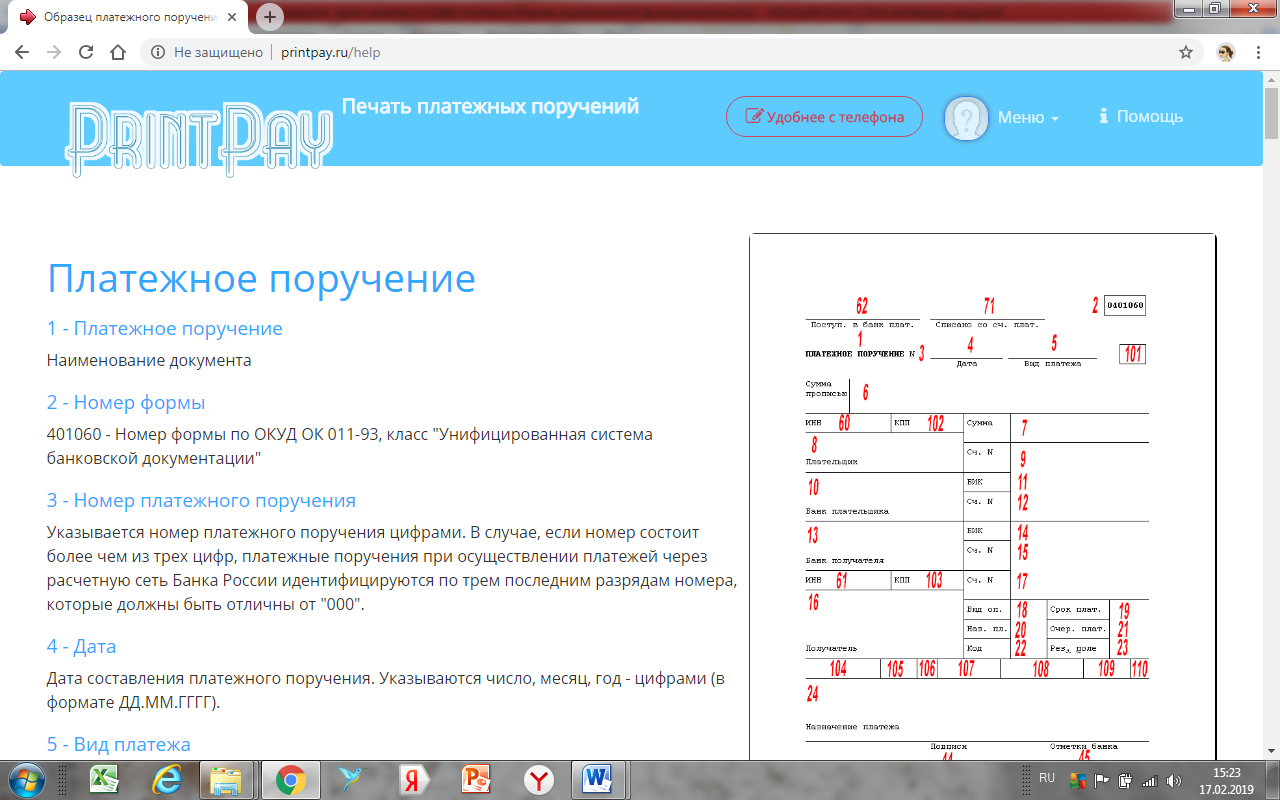 Образец платежного поручени
Не защищено
printpay.ru/help
PrintPay
Печать платежных поручений
Удобнее с телефона
Меню
Помощь
Платежное поручение
1 - Платежное поручение
Наименование документа
2 - Номер формы
401060 - Номер формы по ОКУД ОК 011-93, класс "Унифицированная система
банковской документации"
3 - Номер платежного поручения
Указывается номер платежного поручения цифрами. В случае, если номер состоит
более чем из трех цифр, платежные поручения при осуществлении платежей через
расчетную сеть Банка России идентифицируются по трем последним разрядам номера,
которые должны быть отличны от "000".
4 - Дата
Дата составления платежного поручения. Указываются число, месяц, год - цифрами (в
формате ДД.ММ.ГГГГ).
5 - Вид платежа
62 71 2 0401060
Поступ. в банк плат. Списано со сч. плат.
1 4 5
ПЛАТЕЖНОЕ ПОРУЧЕНИЕ N 3 101
Дата Вид платежа
Сумма
прописью 6
ИНН 60 КПП 102 Сумма 7
8
Плательщик Сч. N 9
10 БИК 11
Сч. N 12
Банк плательщика
13 БИК 14
Сч. N 15
Банк получателя
ИНН 61 КПП 103 Сч. N 17
16
Вид оп. 18 Срок плат. 19
Наз. пл. 20 Очер. плат. 21
Получатель Код 22 Рез. поле 23
104 105 106 107 108 109 110
24
Назначение платежа
Подписи Отметки банка
44 45
RU
15:23
17.02.2019